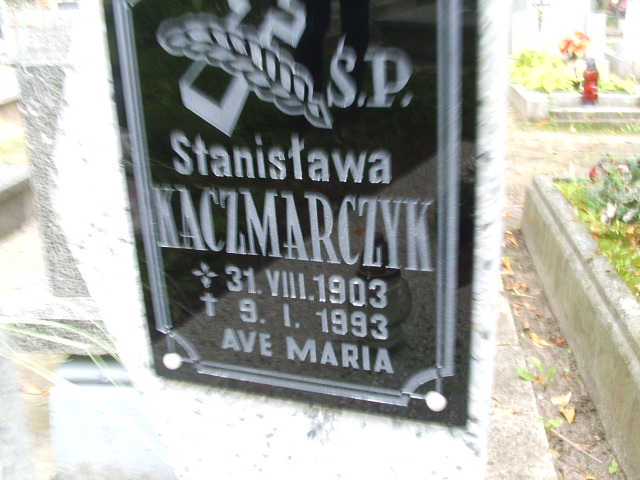 Ś.P.
Stanisława
KACZMARCZYK
31.VIII.1903
† 9. I. 1993
AVE MARIA